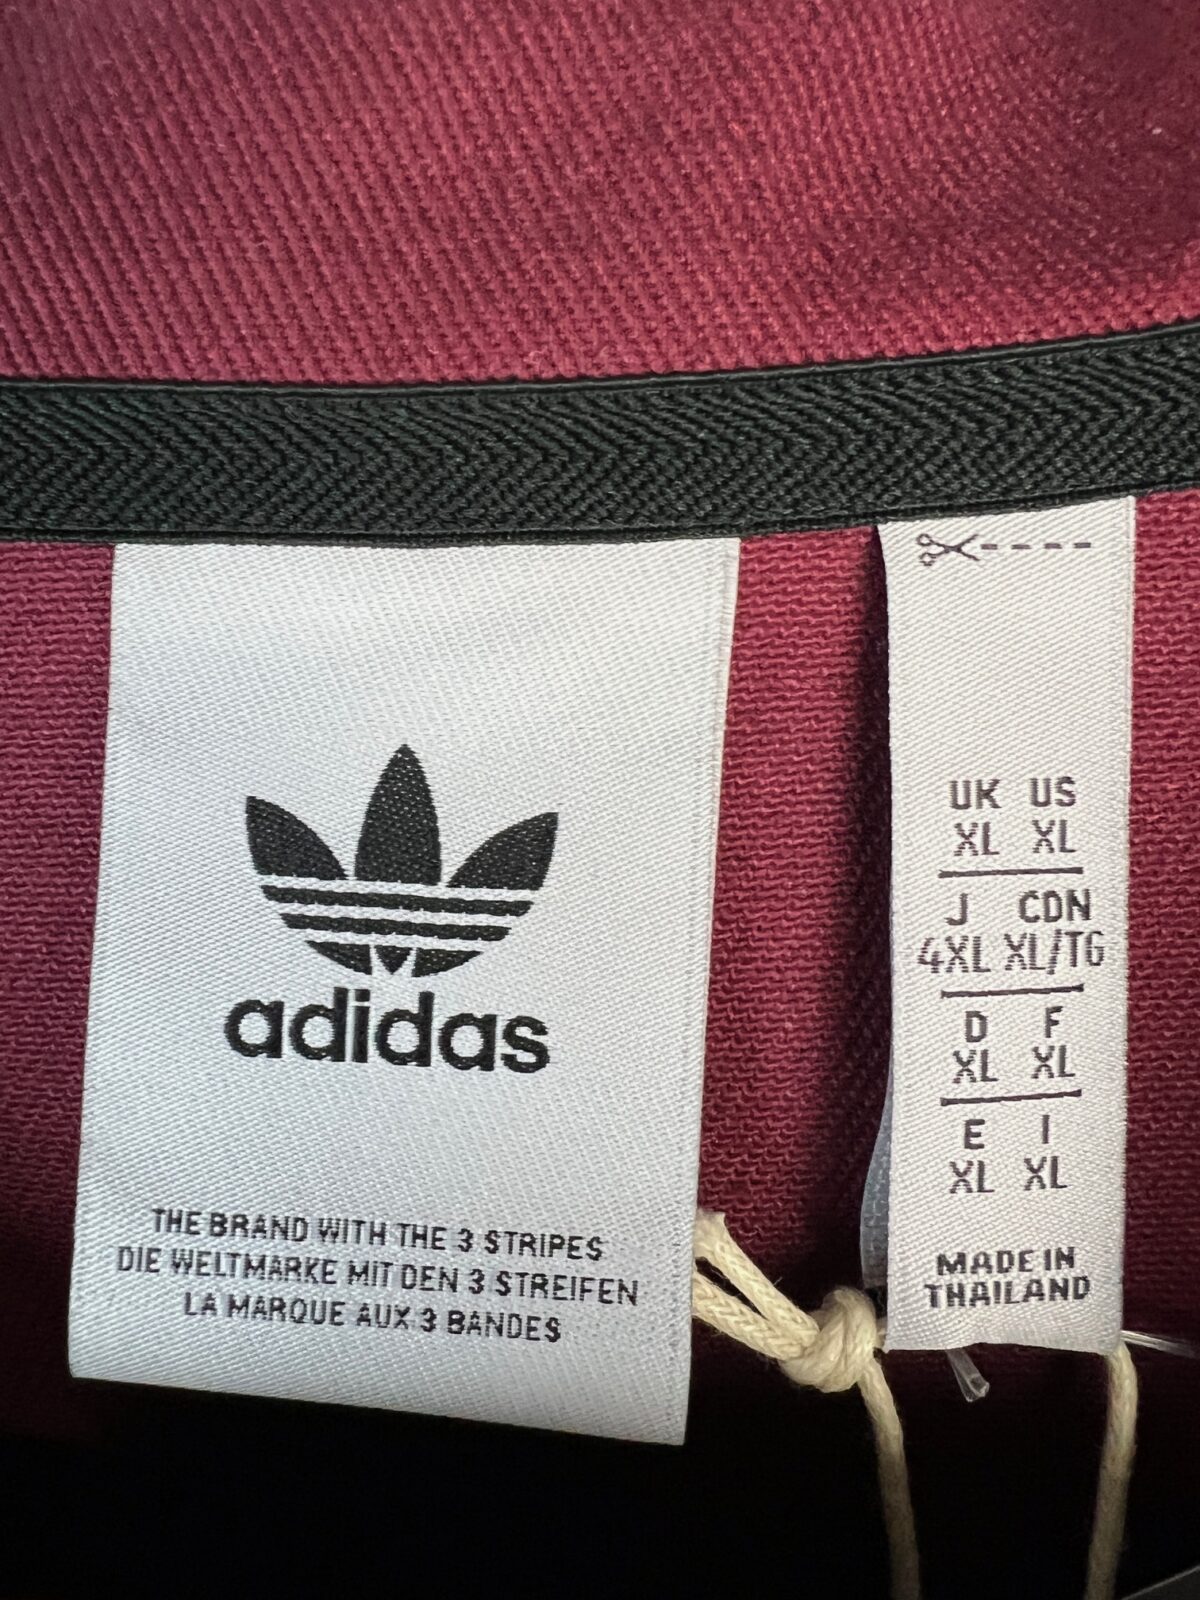 adidas
THE BRAND WITH THE 3 STRIPES
DIE WELTMARKE MIT DEN 3 STREIFEN
LA MARQUE AUX 3 BANDES
UK US
XL XL
J CDN
4XL XL/TG
D F
XL XL
E I
XL XL
MADE IN
THAILAND